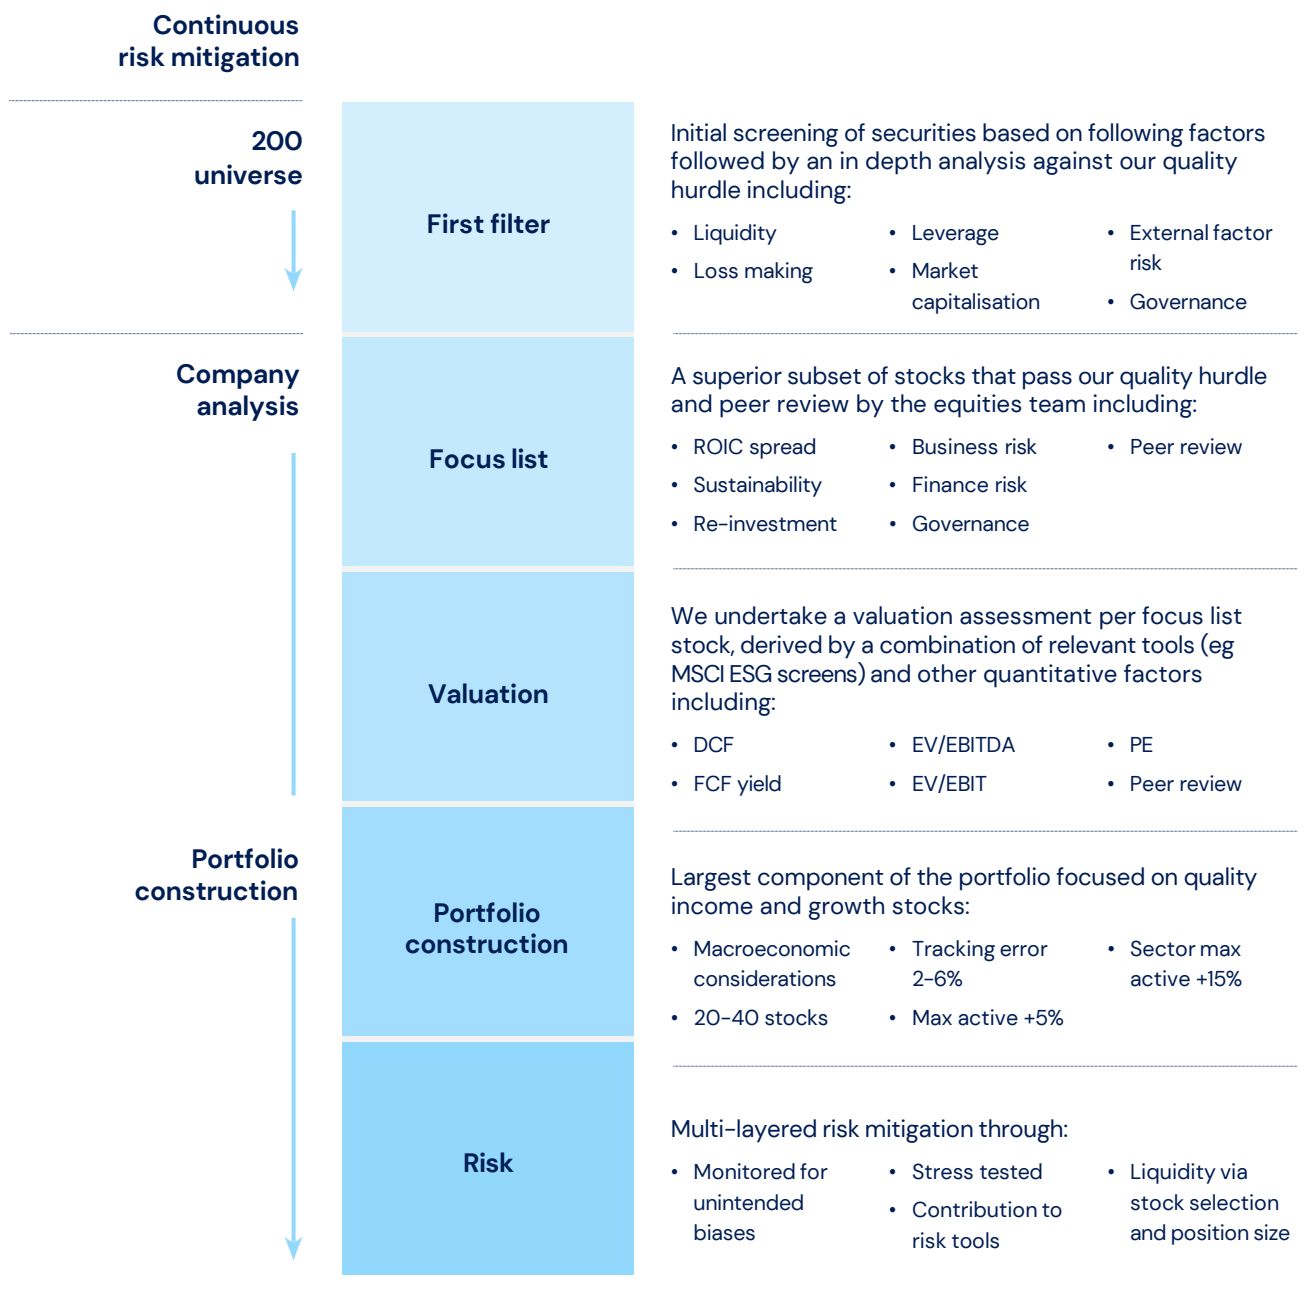 Continuous
risk mitigation
200
universe
First filter
Initial screening of securities based on following factors
followed by an in depth analysis against our quality
hurdle including:
• Liquidity
• Loss making
• Leverage
• Market
capitalisation
• External factor
risk
• Governance
Company
analysis
Focus list
A superior subset of stocks that pass our quality hurdle
and peer review by the equities team including:
• ROIC spread
• Sustainability
• Re-investment
• Business risk
• Finance risk
• Governance
• Peer review
Valuation
We undertake a valuation assessment per focus list
stock, derived by a combination of relevant tools (eg
MSCI ESG screens) and other quantitative factors
including:
• DCF
• FCF yield
• EV/EBITDA
• EV/EBIT
• PE
• Peer review
Portfolio
construction
Portfolio
construction
Largest component of the portfolio focused on quality
income and growth stocks:
• Macroeconomic
considerations
• 20-40 stocks
• Tracking error
2-6%
• Max active +5%
• Sector max
active +15%
Risk
Multi-layered risk mitigation through:
• Monitored for
unintended
biases
• Stress tested
• Contribution to
risk tools
• Liquidity via
stock selection
and position size